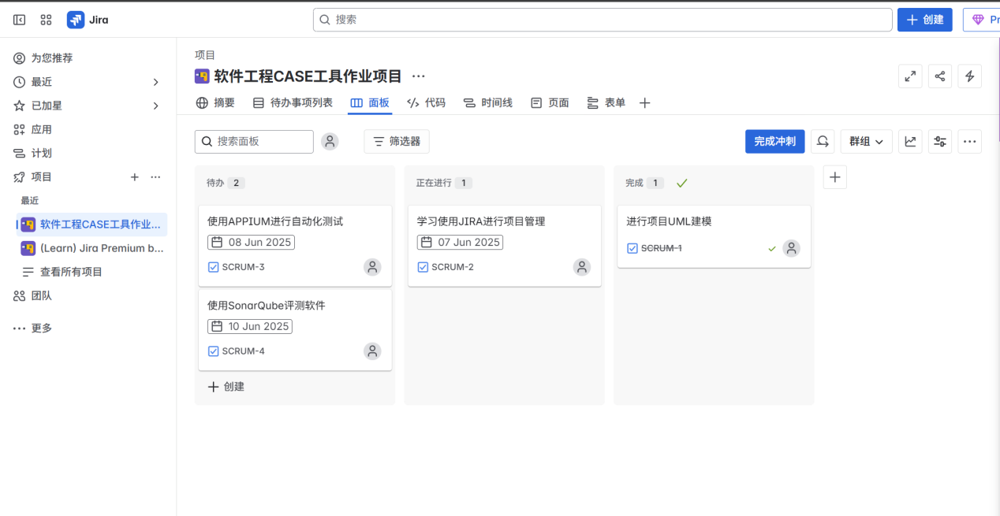 Jira
搜索
创建
为您推荐
最近
已加星
应用
计划
项目
最近
软件工程CASE工具作业...
(Learn) Jira Premium b...
查看所有项目
团队
更多
项目
软件工程CASE工具作业项目
摘要
待办事项列表
面板
代码
时间线
页面
表单
搜索面板
筛选器
完成冲刺
群组
待办 2
使用APPIUM进行自动化测试
08 Jun 2025
SCRUM-3
使用SonarQube评测软件
10 Jun 2025
SCRUM-4
创建
正在进行 1
学习使用JIRA进行项目管理
07 Jun 2025
SCRUM-2
完成 1
进行项目UML建模
SCRUM-1